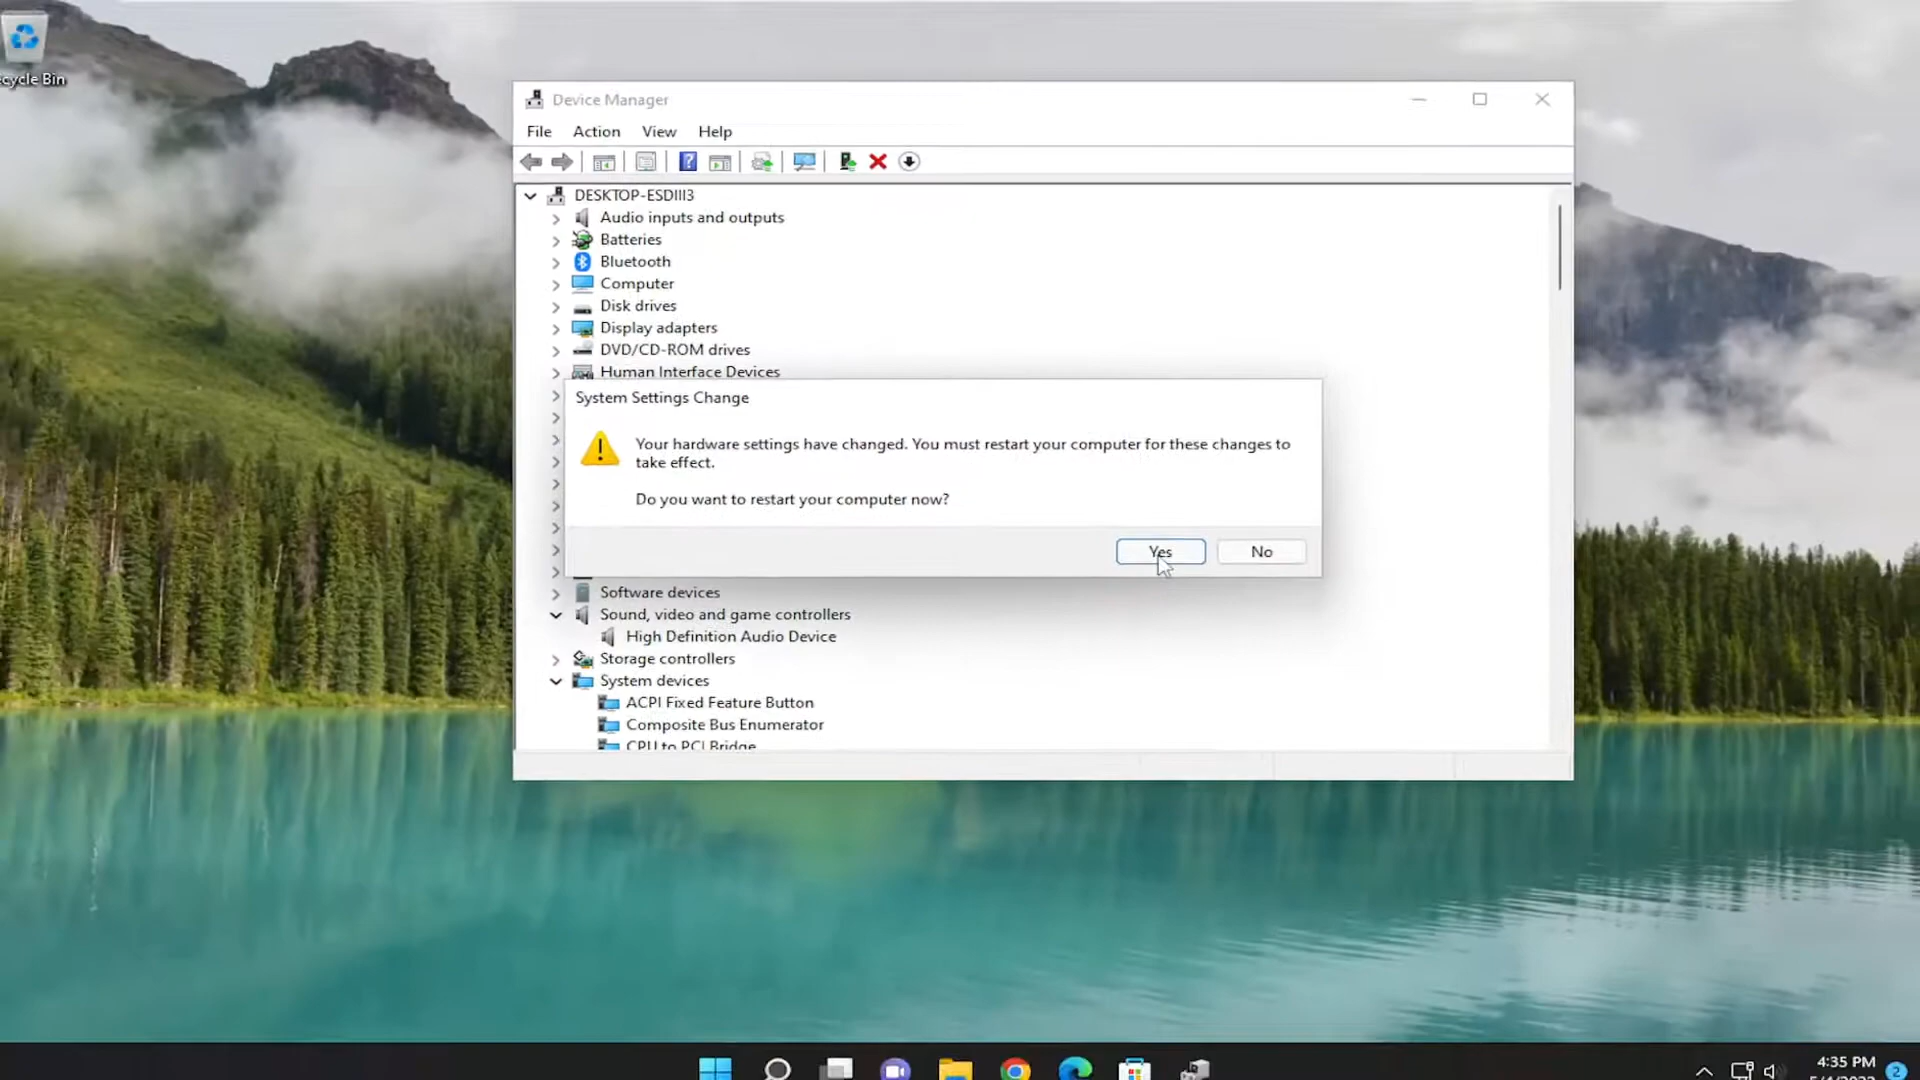 cycle Bin
Device Manager
File Action View Help
DESKTOP-ESDIII3
Audio inputs and outputs
Batteries
Bluetooth
Computer
Disk drives
Display adapters
DVD/CD-ROM drives
Human Interface Devices
System Settings Change
Your hardware settings have changed. You must restart your computer for these changes to
take effect.
Do you want to restart your computer now?
Yes No
Software devices
Sound, video and game controllers
High Definition Audio Device
Storage controllers
System devices
ACPI Fixed Feature Button
Composite Bus Enumerator
CPU to PCI Bridge
4:35 PM
2